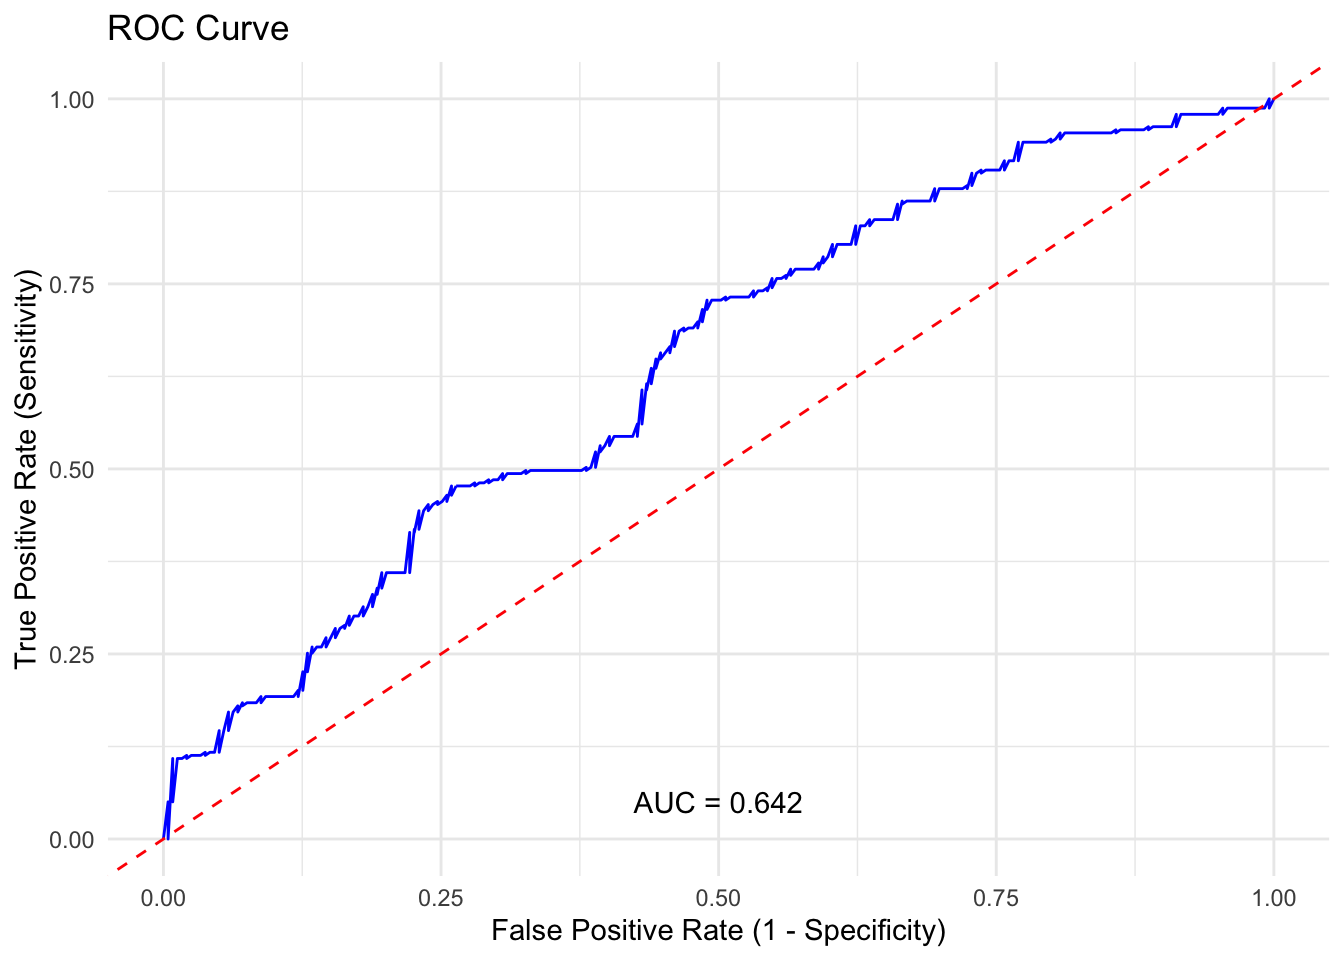 ROC Curve
1.00
0.75
0.50
0.25
0.00
True Positive Rate (Sensitivity)
AUC = 0.642
0.00 0.25 0.50 0.75 1.00
False Positive Rate (1 - Specificity)